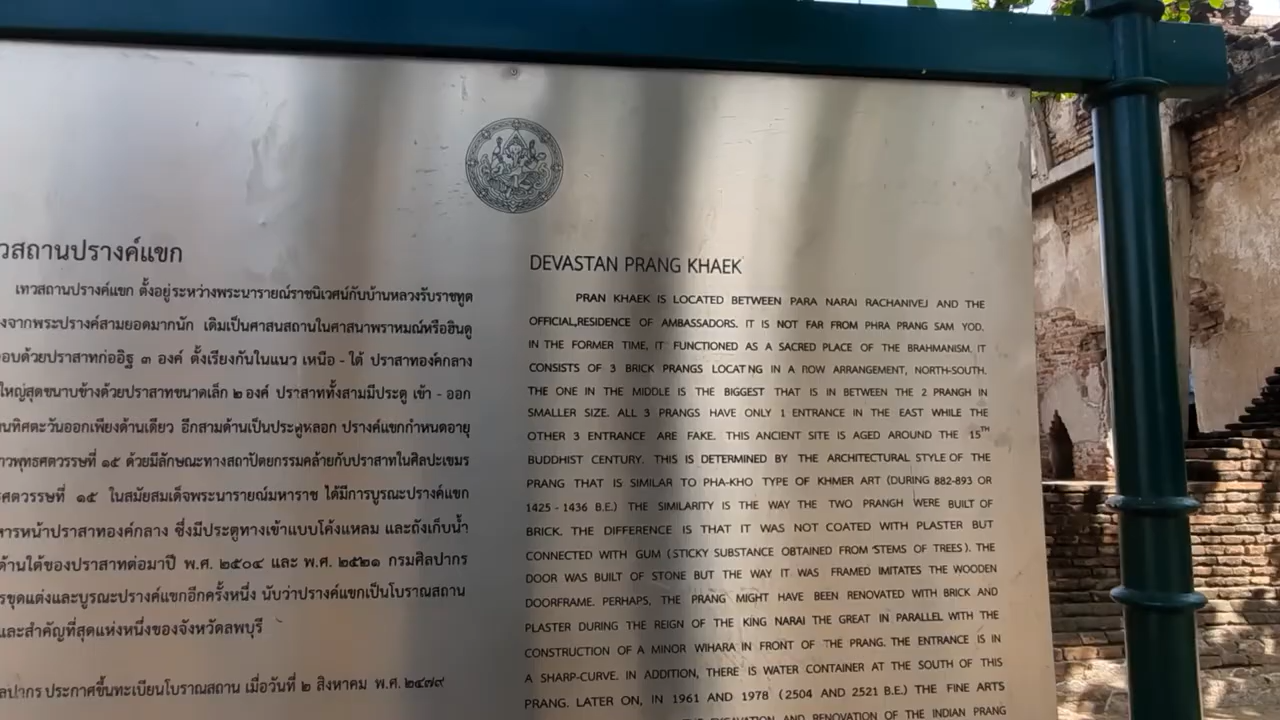 วสถานปรางค์แขก
เทวสถานปรางค์แขก ตั้งอยู่ระหว่างพระนารายณ์ราชนิเวศน์กับบ้านหลวงรับราชทูต
งจากพระปรางค์สามยอดมากนัก เดิมเป็นศาสนสถานในศาสนาพราหมณ์หรือฮินดู
อบด้วยปราสาทก่ออิฐ ๓ องค์ ตั้งเรียงกันในแนว เหนือ - ใต้ ปราสาทองค์กลาง
ใหญ่สุดขนาบข้างด้วยปราสาทขนาดเล็ก ๒ องค์ ปราสาททั้งสามมีประตู เข้า - ออก
นทิศตะวันออกเพียงด้านเดียว อีกสามด้านเป็นประตูหลอก ปรางค์แขกกำหนดอายุ
าวพุทธศตวรรษที่ ๑๕ ด้วยมีลักษณะทางสถาปัตยกรรมคล้ายกับปราสาทในศิลปะเขมร
ศตวรรษที่ ๑๕ ในสมัยสมเด็จพระนารายณ์มหาราช ได้มีการบูรณะปรางค์แขก
หารหน้าปราสาทองค์กลาง ซึ่งมีประตูทางเข้าแบบโค้งแหลม และถังเก็บน้ำ
ด้านใต้ของปราสาทต่อมาปี พ.ศ. ๒๕๐๔ และ พ.ศ. ๒๕๒๑ กรมศิลปากร
รขุดแต่งและบูรณะปรางค์แขกอีกครั้งหนึ่ง นับว่าปรางค์แขกเป็นโบราณสถาน
และสำคัญที่สุดแห่งหนึ่งของจังหวัดลพบุรี
ลปากร ประกาศขึ้นทะเบียนโบราณสถาน เมื่อวันที่ ๒ สิงหาคม พ.ศ. ๒๔๗๙
DEVASTAN PRANG KHAEK
PRAN KHAEK IS LOCATED BETWEEN PARA NARAI RACHANIVEJ AND THE
OFFICIAL,RESIDENCE OF AMBASSADORS. IT IS NOT FAR FROM PHRA PRANG SAM YOD.
IN THE FORMER TIME, IT FUNCTIONED AS A SACRED PLACE OF THE BRAHMANISM. IT
CONSISTS OF 3 BRICK PRANGS LOCAT NG IN A ROW ARRANGEMENT, NORTH-SOUTH.
THE ONE IN THE MIDDLE IS THE BIGGEST THAT IS IN BETWEEN THE 2 PRANGH IN
SMALLER SIZE. ALL 3 PRANGS HAVE ONLY 1 ENTRANCE IN THE EAST WHILE THE
OTHER 3 ENTRANCE ARE FAKE. THIS ANCIENT SITE IS AGED AROUND THE 15TH
BUDDHIST CENTURY. THIS IS DETERMINED BY THE ARCHITECTURAL STYLE OF THE
PRANG THAT IS SIMILAR TO PHA-KHO TYPE OF KHMER ART (DURING 882-893 OR
1425 - 1436 B.E.) THE SIMILARITY IS THE WAY THE TWO PRANGH WERE BUILT OF
BRICK. THE DIFFERENCE IS THAT IT WAS NOT COATED WITH PLASTER BUT
CONNECTED WITH GUM (STICKY SUBSTANCE OBTAINED FROM STEMS OF TREES). THE
DOOR WAS BUILT OF STONE BUT THE WAY IT WAS FRAMED IMITATES THE WOODEN
DOORFRAME. PERHAPS, THE PRANG MIGHT HAVE BEEN RENOVATED WITH BRICK AND
PLASTER DURING THE REIGN OF THE KING NARAI THE GREAT IN PARALLEL WITH THE
CONSTRUCTION OF A MINOR WIHARA IN FRONT OF THE PRANG. THE ENTRANCE IS IN
A SHARP-CURVE. IN ADDITION, THERE IS WATER CONTAINER AT THE SOUTH OF THIS
PRANG. LATER ON, IN 1961 AND 1978 (2504 AND 2521 B.E.) THE FINE ARTS
EXCAVATION AND RENOVATION OF THE INDIAN PRANG